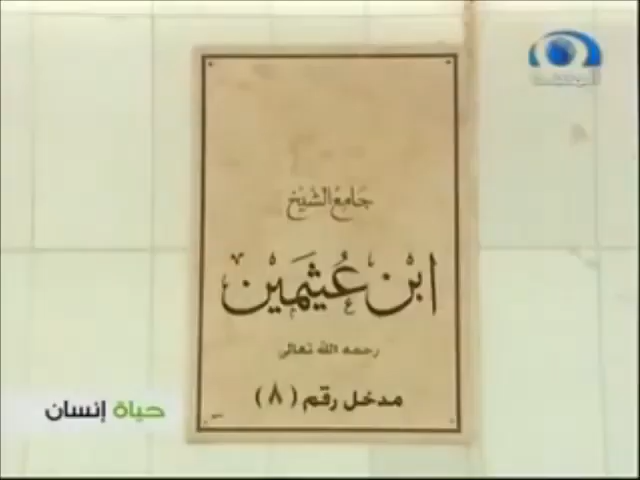 جامع الشيخ
ابن عثيمين
رحمه الله تعالى
مدخل رقم (٨)
حياة إنسان